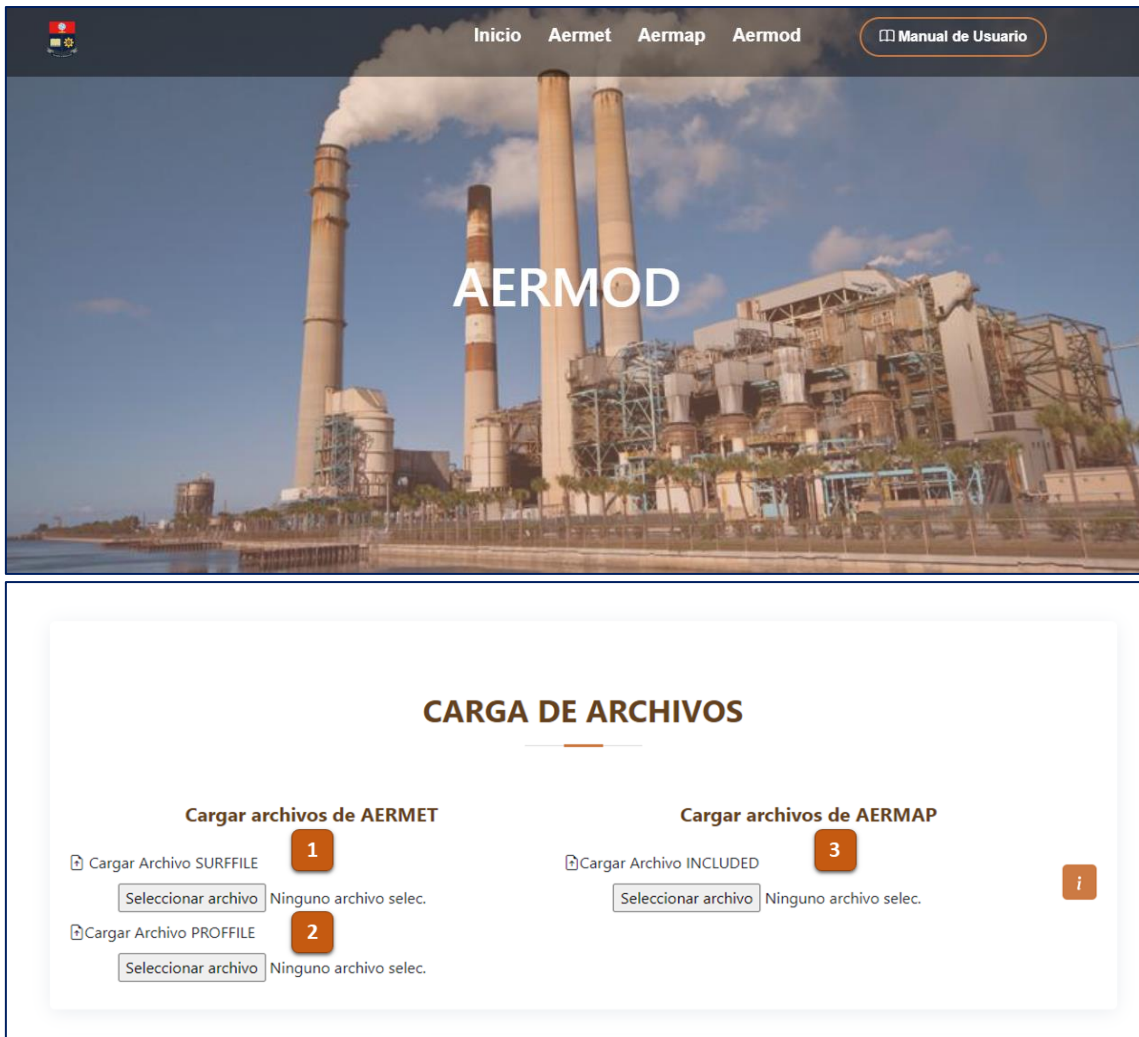 Inicio Aermet Aermap Aermod Manual de Usuario
AERMOD
CARGA DE ARCHIVOS
Cargar archivos de AERMET
1
Cargar Archivo SURFFILE
Seleccionar archivo Ninguno archivo selec.
2
Cargar Archivo PROFFILE
Seleccionar archivo Ninguno archivo selec.
Cargar archivos de AERMAP
3
Cargar Archivo INCLUDED
Seleccionar archivo Ninguno archivo selec.
i